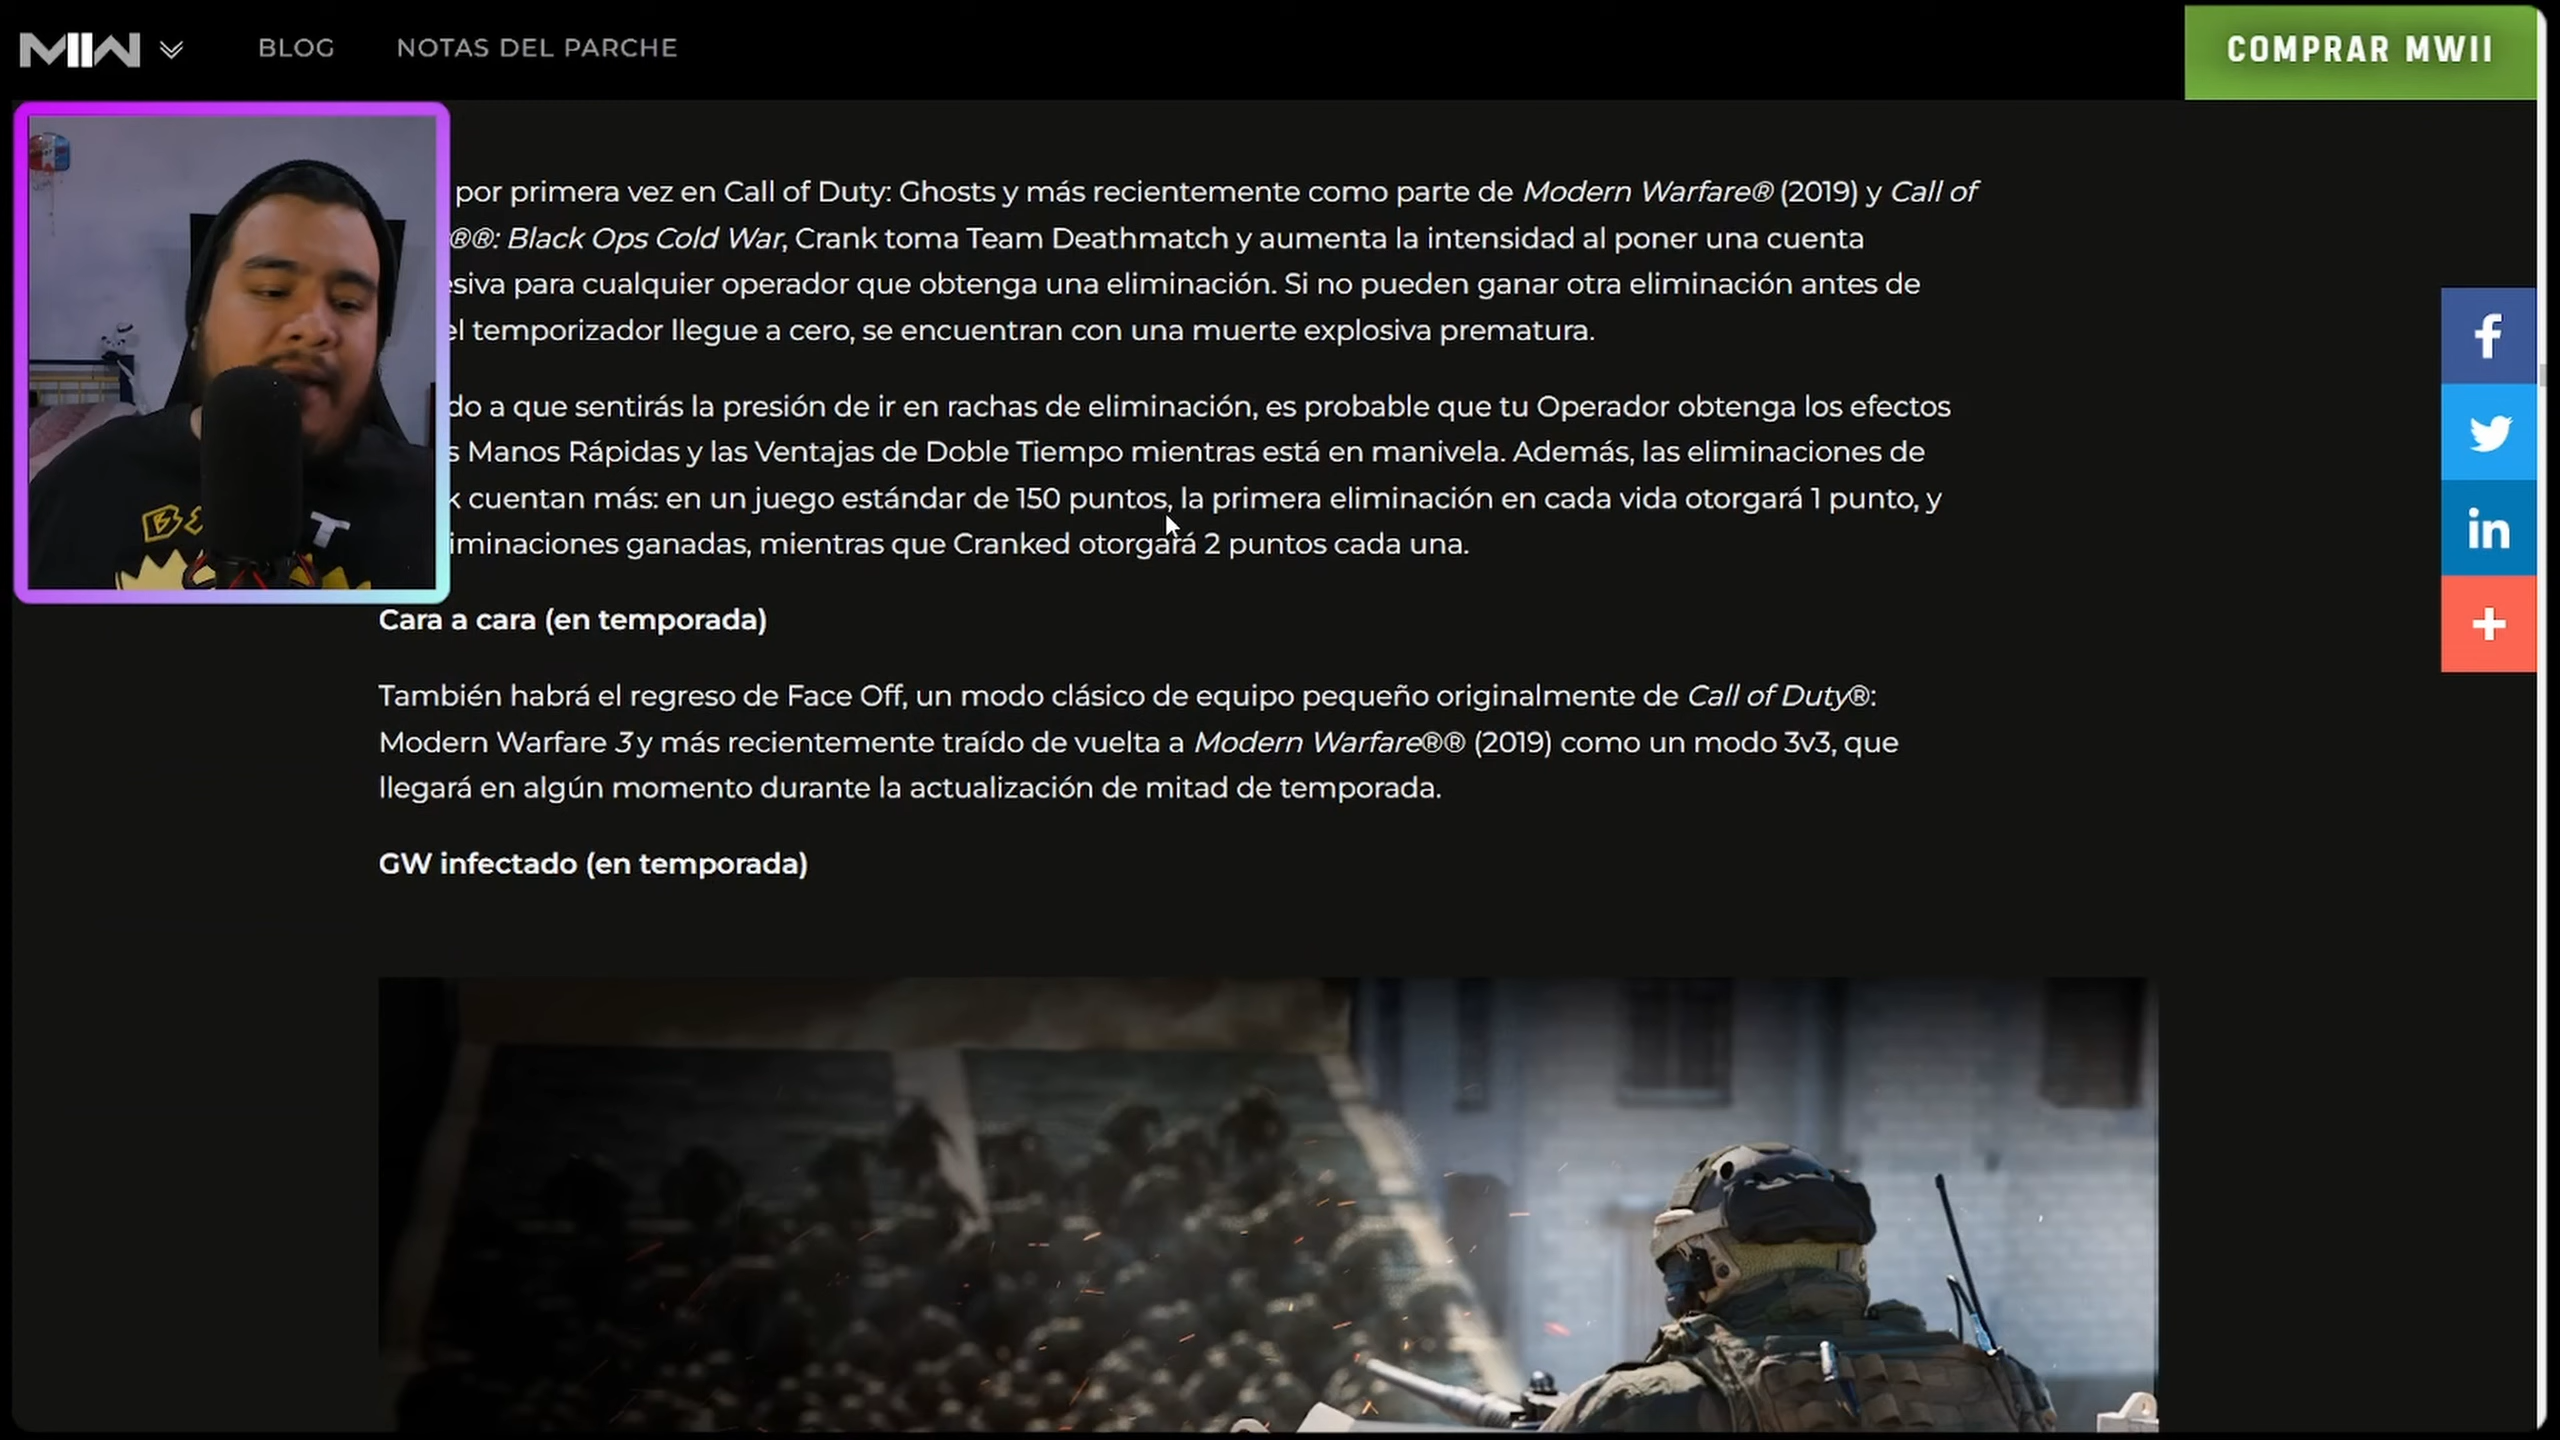 MIIW
BLOG
NOTAS DEL PARCHE
COMPRAR MWII
por primera vez en Call of Duty: Ghosts y más recientemente como parte de Modern Warfare® (2019) y Call of
®®: Black Ops Cold War, Crank toma Team Deathmatch y aumenta la intensidad al poner una cuenta
esiva para cualquier operador que obtenga una eliminación. Si no pueden ganar otra eliminación antes de
el temporizador llegue a cero, se encuentran con una muerte explosiva prematura.
do a que sentirás la presión de ir en rachas de eliminación, es probable que tu Operador obtenga los efectos
s Manos Rápidas y las Ventajas de Doble Tiempo mientras está en manivela. Además, las eliminaciones de
k cuentan más: en un juego estándar de 150 puntos, la primera eliminación en cada vida otorgará 1 punto, y
iminaciones ganadas, mientras que Cranked otorgará 2 puntos cada una.
Cara a cara (en temporada)
También habrá el regreso de Face Off, un modo clásico de equipo pequeño originalmente de Call of Duty®:
Modern Warfare 3 y más recientemente traído de vuelta a Modern Warfare®® (2019) como un modo 3v3, que
llegará en algún momento durante la actualización de mitad de temporada.
GW infectado (en temporada)